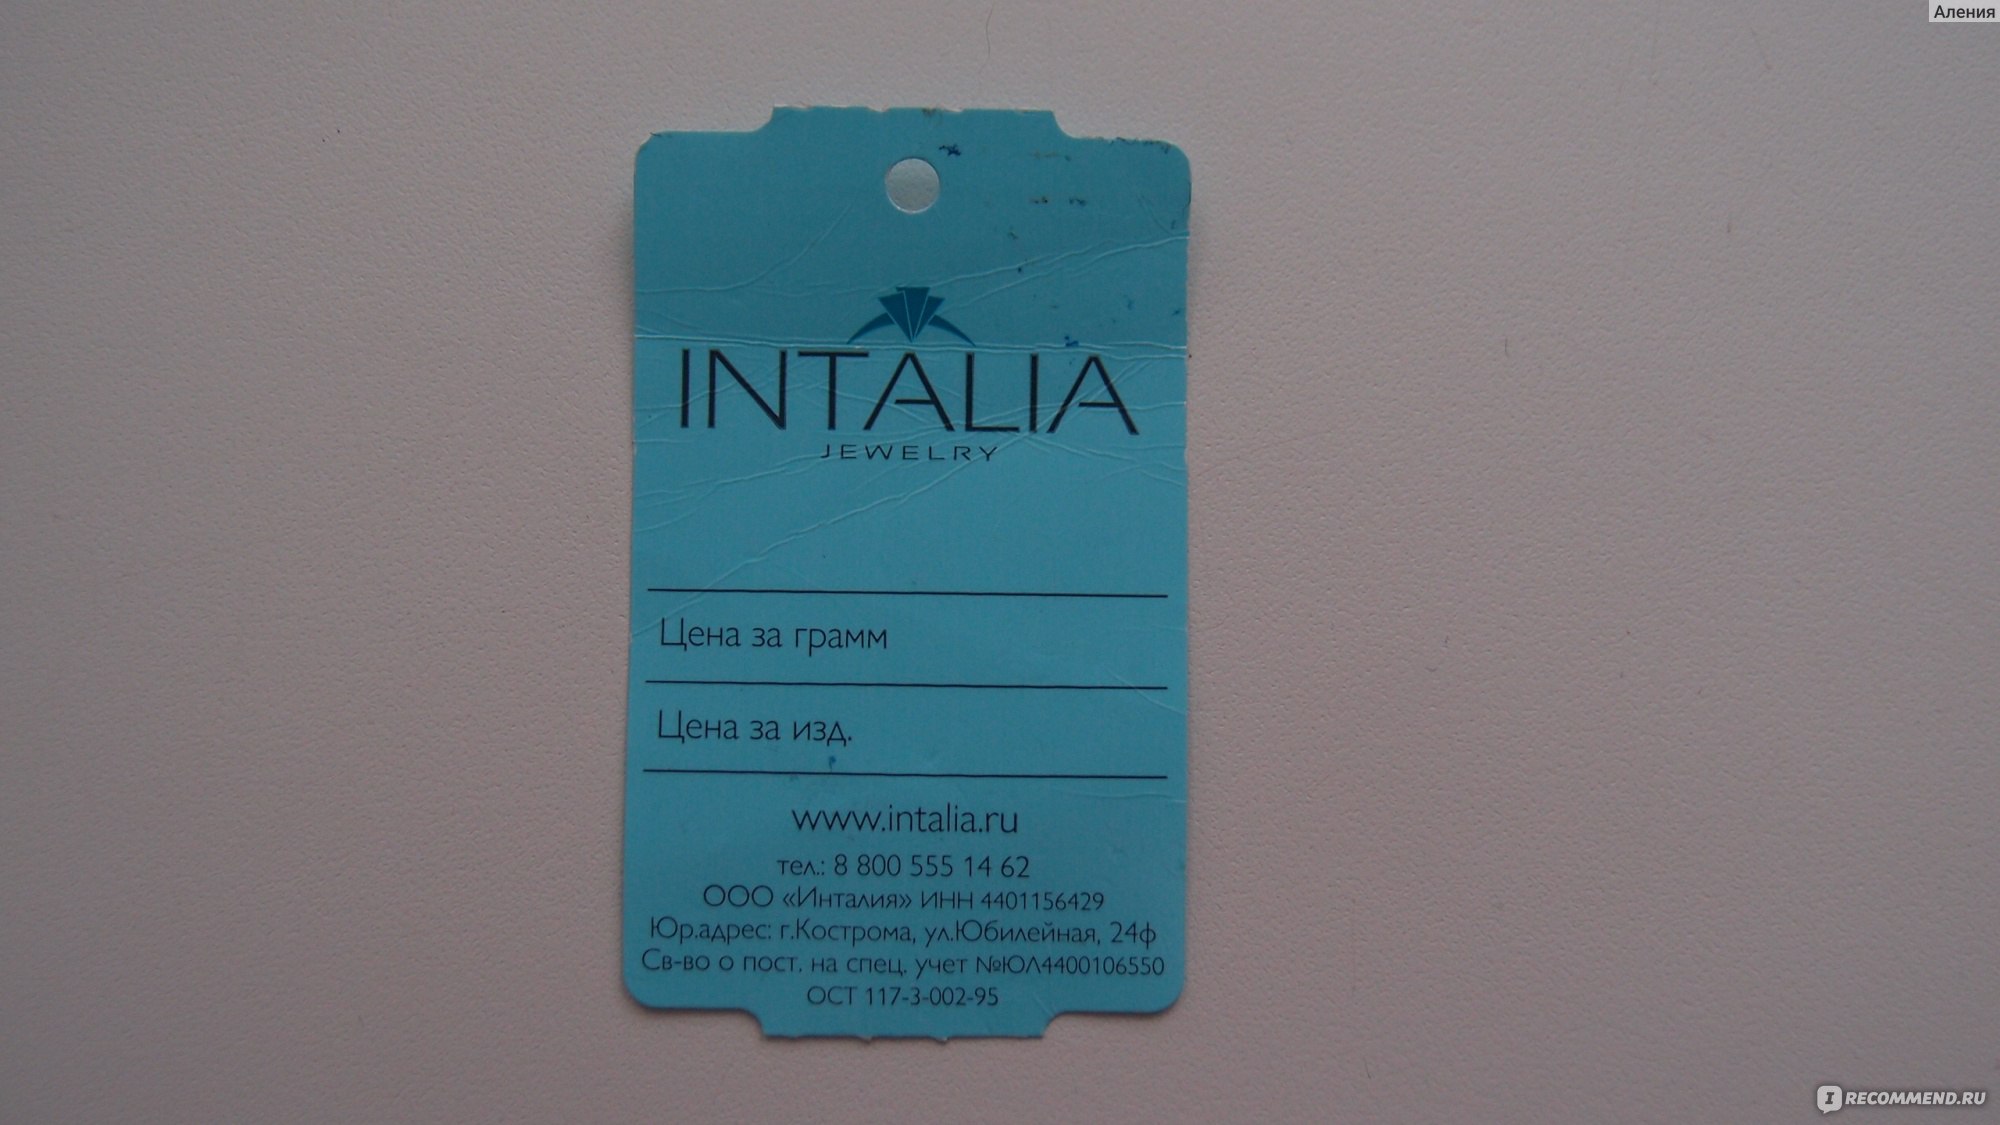 Аления
INTALIA
JEWELRY
Цена за грамм
Цена за изд.
www.intalia.ru
тел.: 8 800 555 14 62
ООО «Инталия» ИНН 4401156429
Юр.адрес: г.Кострома, ул.Юбилейная, 24ф
Св-во о пост. на спец. учет №ЮЛ4400106550
ОСТ 117-3-002-95
IRECOMMEND.RU